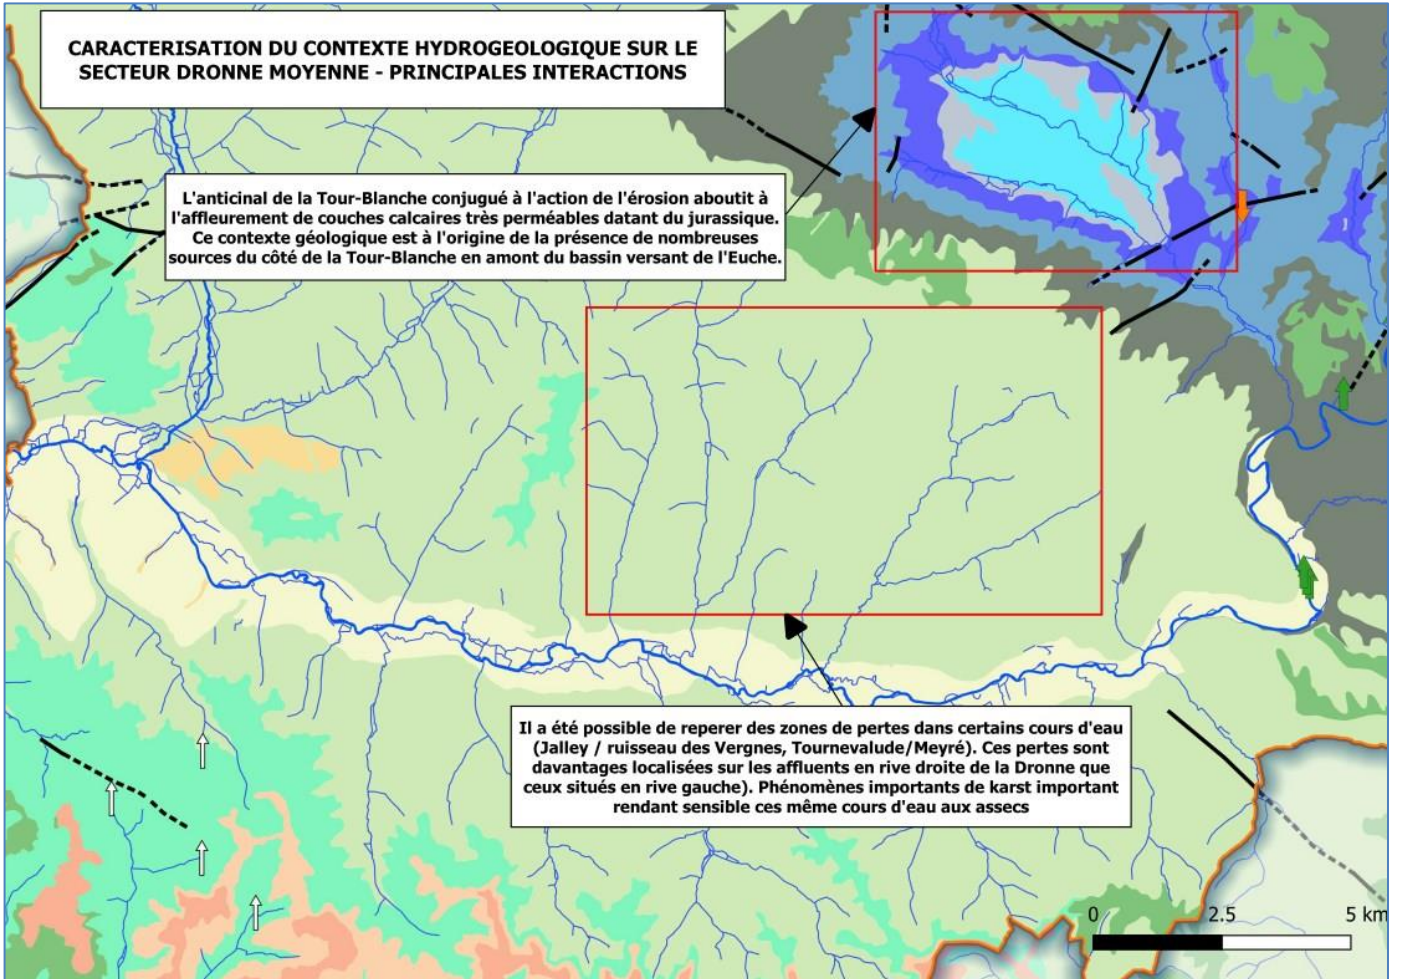 CARACTERISATION DU CONTEXTE HYDROGEOLOGIQUE SUR LE
SECTEUR DRONNE MOYENNE - PRINCIPALES INTERACTIONS
L'anticinal de la Tour-Blanche conjugué à l'action de l'érosion aboutit à
l'affleurement de couches calcaires très perméables datant du jurassique.
Ce contexte géologique est à l'origine de la présence de nombreuses
sources du côté de la Tour-Blanche en amont du bassin versant de l'Euche.
Il a été possible de reperer des zones de pertes dans certains cours d'eau
(Jalley / ruisseau des Vergnes, Tournevalude/Meyré). Ces pertes sont
davantages localisées sur les affluents en rive droite de la Dronne que
ceux situés en rive gauche). Phénomènes importants de karst important
rendant sensible ces même cours d'eau aux assecs
0 2.5 5 km